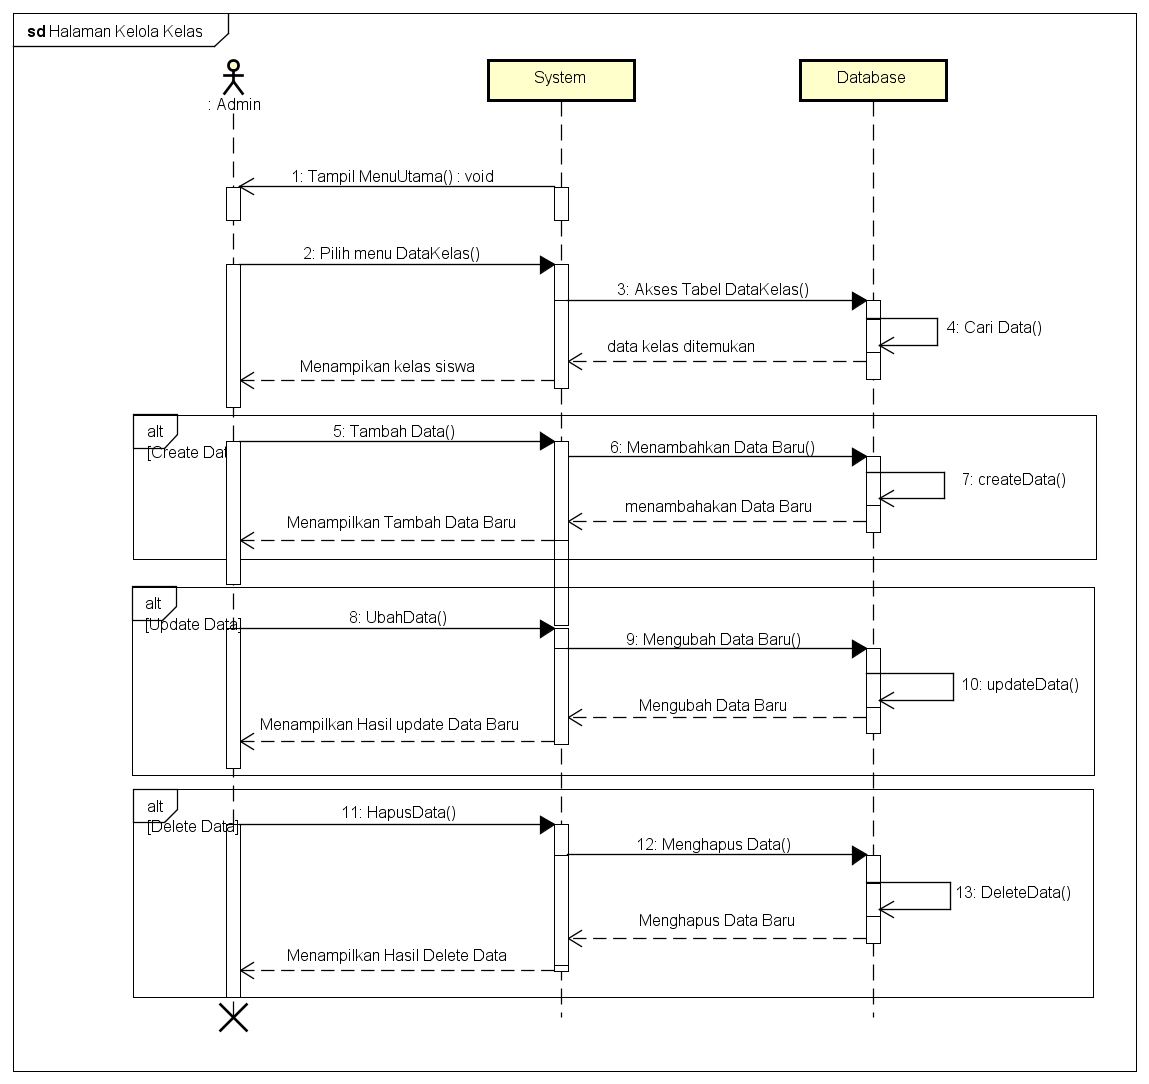 sd Halaman Kelola Kelas
: Admin
System
Database
1: Tampil MenuUtama() : void
2: Pilih menu DataKelas()
3: Akses Tabel DataKelas()
4: Cari Data()
data kelas ditemukan
Menampikan kelas siswa
alt
[Create Dat
5: Tambah Data()
6: Menambahkan Data Baru()
7: createData()
menambahakan Data Baru
Menampilkan Tambah Data Baru
alt
[Update Data]
8: UbahData()
9: Mengubah Data Baru()
10: updateData()
Mengubah Data Baru
Menampilkan Hasil update Data Baru
alt
[Delete Data]
11: HapusData()
12: Menghapus Data()
13: DeleteData()
Menghapus Data Baru
Menampilkan Hasil Delete Data